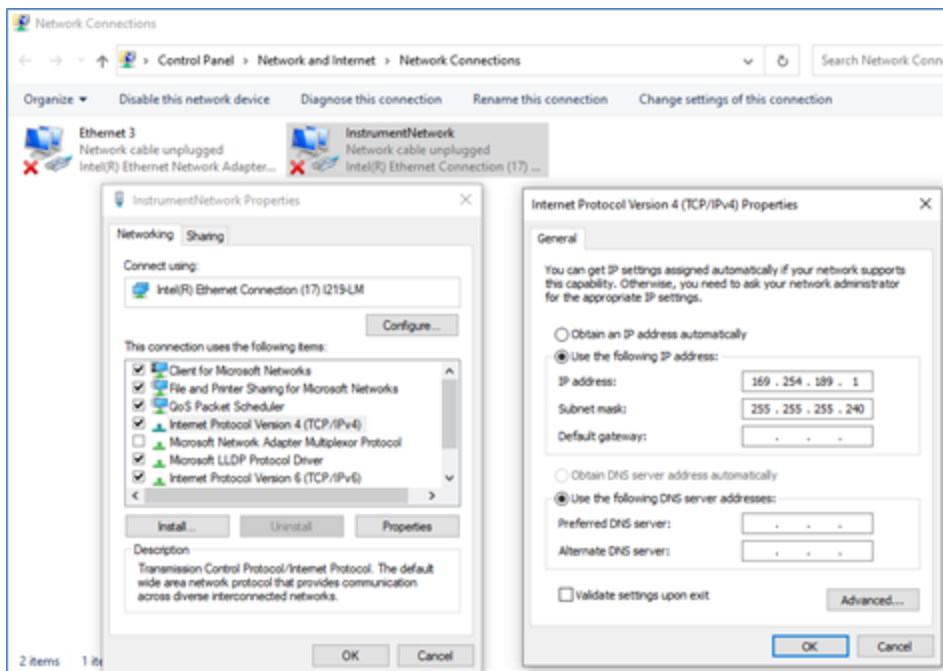 Network Connections
Control Panel > Network and Internet > Network Connections
Search Network Conn
Organize
Disable this network device
Diagnose this connection
Rename this connection
Change settings of this connection
Ethernet 3
Network cable unplugged
Intel(R) Ethernet Network Adapter...
InstrumentNetwork
Network cable unplugged
Intel(R) Ethernet Connection (17) ...
InstrumentNetwork Properties
Networking
Sharing
Connect using:
Intel(R) Ethernet Connection (17) I219-LM
Configure...
This connection uses the following items:
Client for Microsoft Networks
File and Printer Sharing for Microsoft Networks
QoS Packet Scheduler
Internet Protocol Version 4 (TCP/IPv4)
Microsoft Network Adapter Multiplexor Protocol
Microsoft LLDP Protocol Driver
Internet Protocol Version 6 (TCP/IPv6)
Install...
Uninstall
Properties
Description
Transmission Control Protocol/Internet Protocol. The default
wide area network protocol that provides communication
across diverse interconnected networks.
OK
Cancel
2 items
1 ite
Internet Protocol Version 4 (TCP/IPv4) Properties
General
You can get IP settings assigned automatically if your network supports
this capability. Otherwise, you need to ask your network administrator
for the appropriate IP settings.
Obtain an IP address automatically
Use the following IP address:
IP address:
169 . 254 . 189 . 1
Subnet mask:
255 . 255 . 255 . 240
Default gateway:
. . .
Obtain DNS server address automatically
Use the following DNS server addresses:
Preferred DNS server:
. . .
Alternate DNS server:
. . .
Validate settings upon exit
Advanced...
OK
Cancel